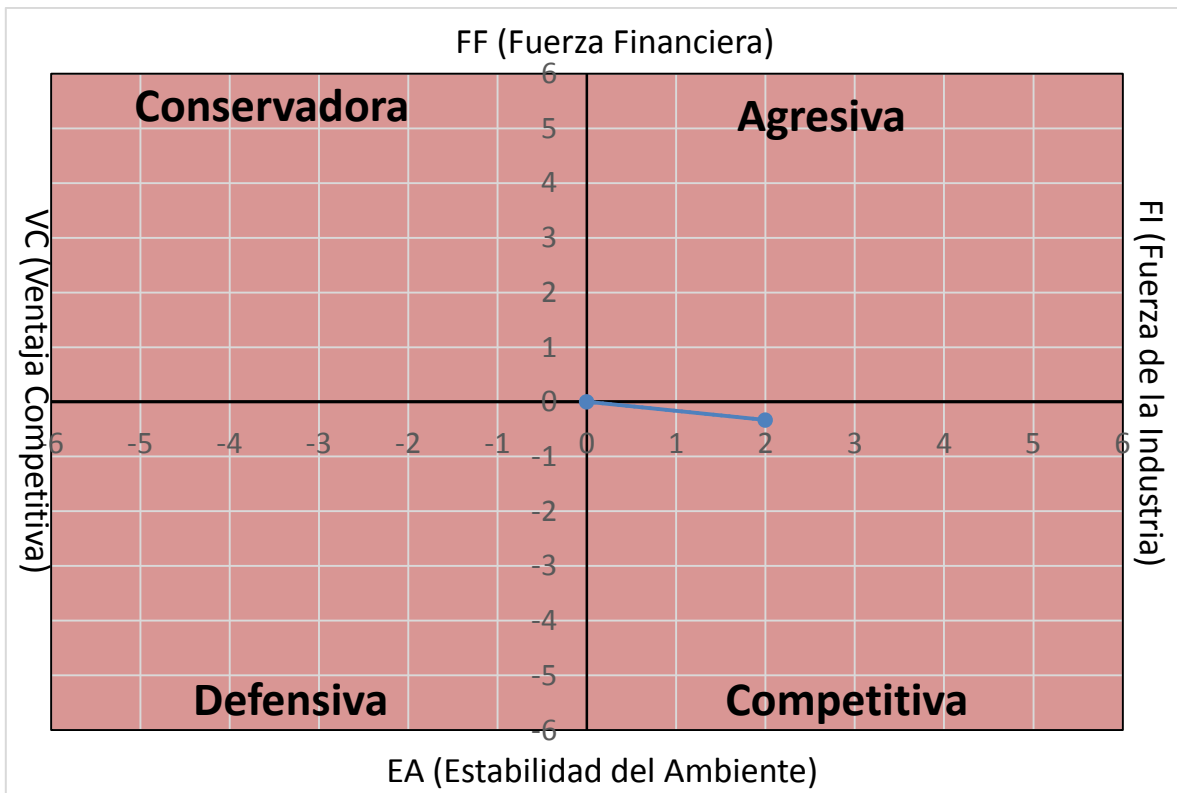 FF (Fuerza Financiera)
Conservadora
Agresiva
6
5
4
3
2
1
0
-1
-2
-3
-4
-5
-6
-6 -5 -4 -3 -2 -1 0 1 2 3 4 5 6
VC (Ventaja Competitiva)
FI (Fuerza de la Industria)
Defensiva
Competitiva
EA (Estabilidad del Ambiente)